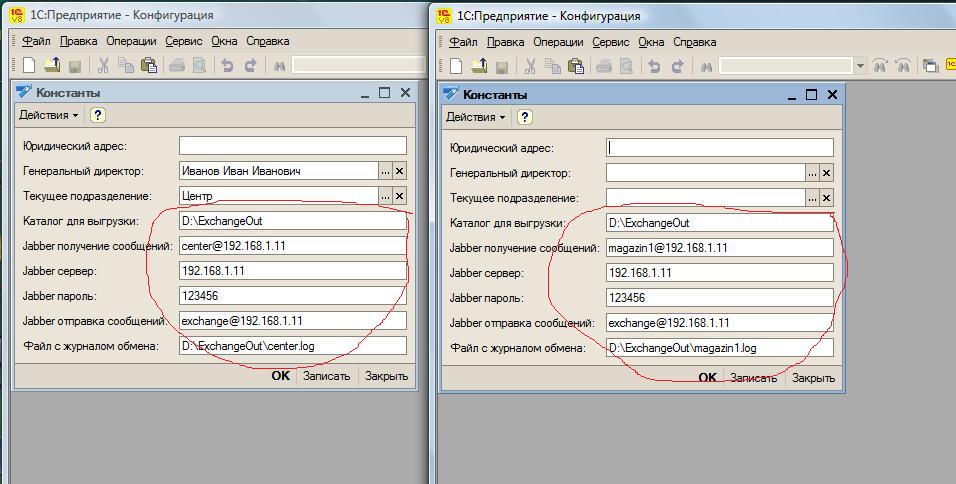 1С:Предприятие - Конфигурация
Файл Правка Операции Сервис Окна Справка
Константы
Действия
Юридический адрес:
Генеральный директор: Иванов Иван Иванович
Текущее подразделение: Центр
Каталог для выгрузки: D:\ExchangeOut
Jabber получение сообщений: center@192.168.1.11
Jabber сервер: 192.168.1.11
Jabber пароль: 123456
Jabber отправка сообщений: exchange@192.168.1.11
Файл с журналом обмена: D:\ExchangeOut\center.log
OK Записать Закрыть
1С:Предприятие - Конфигурация
Файл Правка Операции Сервис Окна Справка
Константы
Действия
Юридический адрес:
Генеральный директор:
Текущее подразделение:
Каталог для выгрузки: D:\ExchangeOut
Jabber получение сообщений: magazin1@192.168.1.11
Jabber сервер: 192.168.1.11
Jabber пароль: 123456
Jabber отправка сообщений: exchange@192.168.1.11
Файл с журналом обмена: D:\ExchangeOut\magazin1.log
OK Записать Закрыть